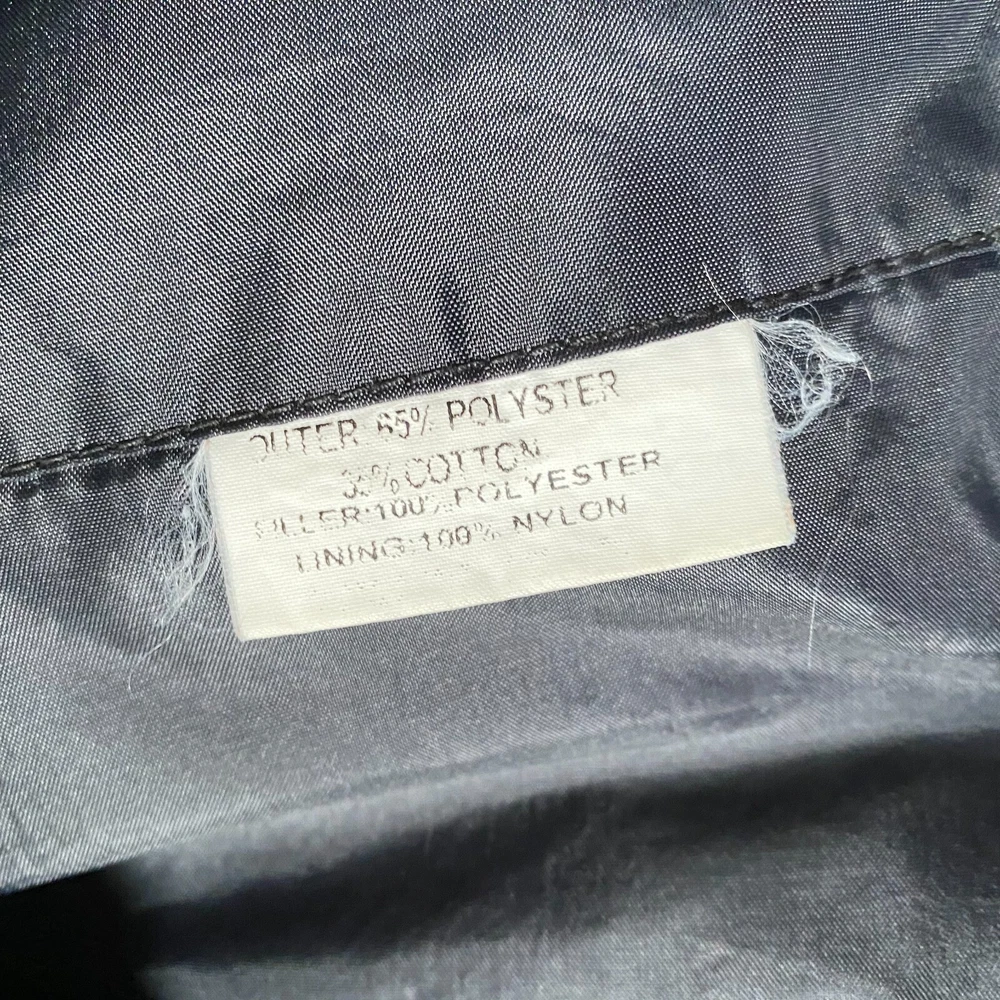 OUTER: 65% POLYSTER
35% COTTON
FILLER:100% POLYESTER
LINING:100% NYLON